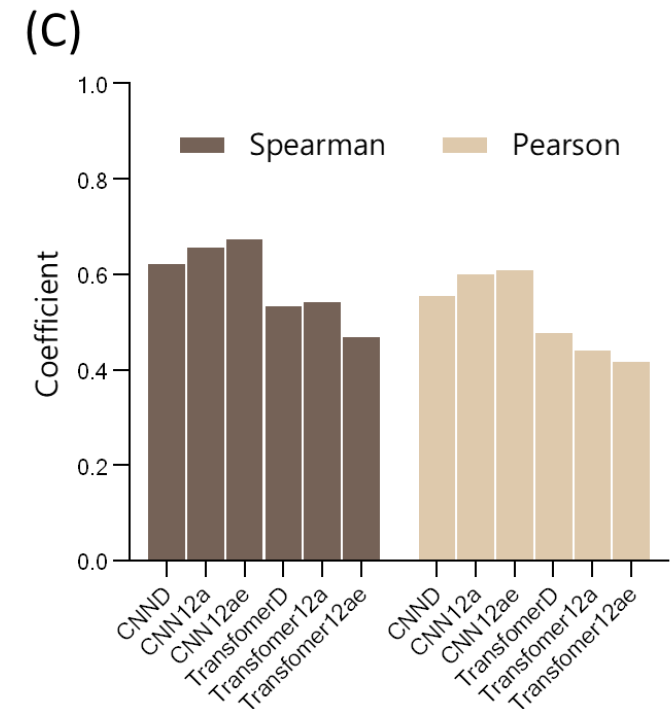 (C)
1.0
Spearman
Pearson
0.8
0.6
0.4
0.2
0.0
Coefficient
CNND
CNN12a
CNN12ae
TransfomerD
Transfomer12a
Transfomer12ae
CNND
CNN12a
CNN12ae
TransfomerD
Transfomer12a
Transfomer12ae